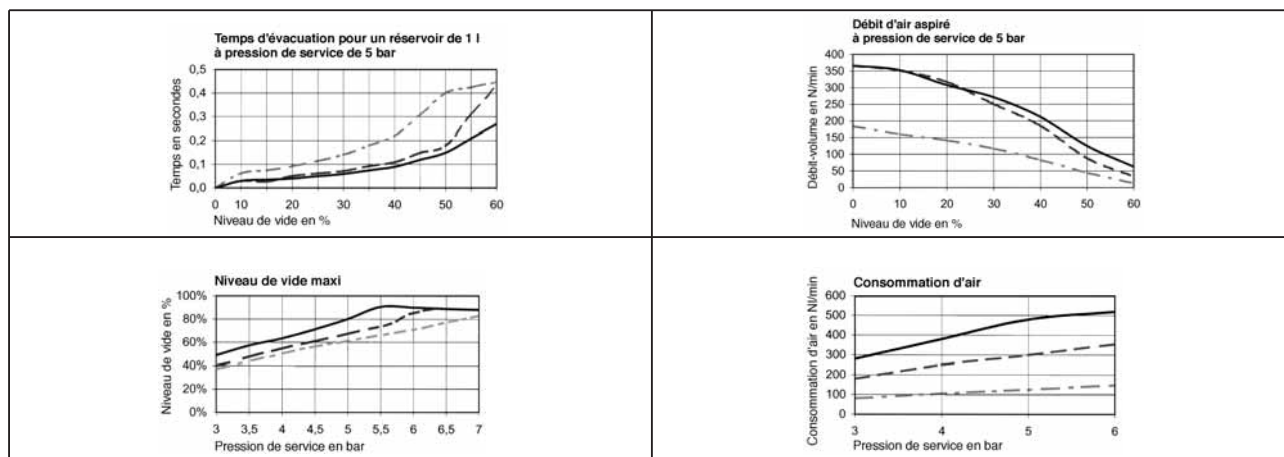 Temps d'évacuation pour un réservoir de 1 l
à pression de service de 5 bar
Temps en secondes
0,5
0,4
0,3
0,2
0,1
0,0
0 10 20 30 40 50 60
Niveau de vide en %
Débit d'air aspiré
à pression de service de 5 bar
Débit-volume en N/min
400
350
300
250
200
150
100
50
0
0 10 20 30 40 50 60
Niveau de vide en %
Niveau de vide maxi
Niveau de vide en %
100%
80%
60%
40%
20%
0%
3 3,5 4 4,5 5 5,5 6 6,5 7
Pression de service en bar
Consommation d'air
Consommation d'air en Nl/min
600
500
400
300
200
100
0
3 4 5 6
Pression de service en bar